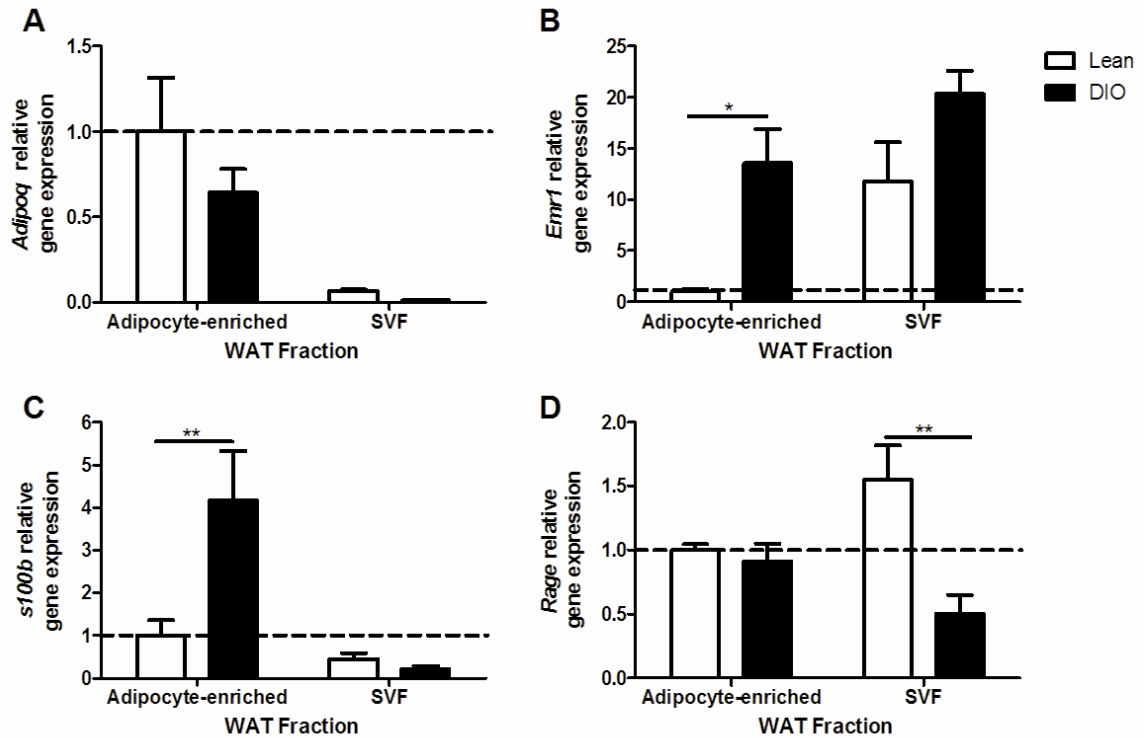 A
Adipoq relative
gene expression
1.5
1.0
0.5
0.0
Adipocyte-enriched
SVF
WAT Fraction
B
Emr1 relative
gene expression
25
20
15
10
5
0
*
Adipocyte-enriched
SVF
WAT Fraction
Lean
DIO
C
s100b relative
gene expression
6
5
4
3
2
1
0
**
Adipocyte-enriched
SVF
WAT Fraction
D
Rage relative
gene expression
2.0
1.5
1.0
0.5
0.0
**
Adipocyte-enriched
SVF
WAT Fraction